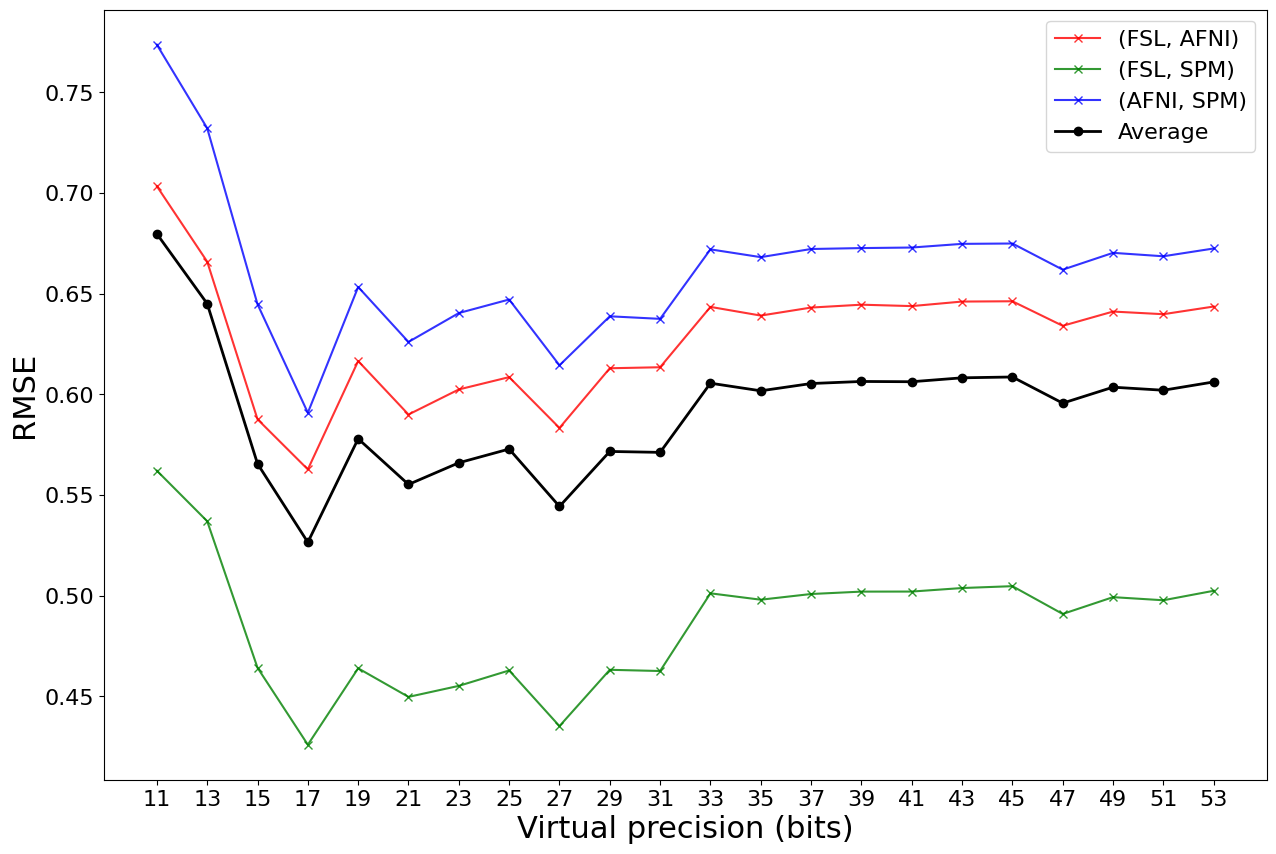 (FSL, AFNI)
(FSL, SPM)
(AFNI, SPM)
Average
RMSE
0.75
0.70
0.65
0.60
0.55
0.50
0.45
11 13 15 17 19 21 23 25 27 29 31 33 35 37 39 41 43 45 47 49 51 53
Virtual precision (bits)